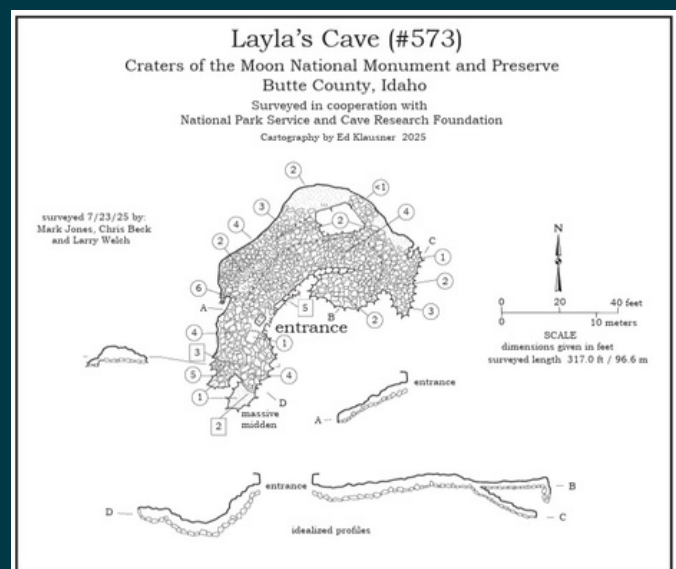 Layla's Cave (#573)
Craters of the Moon National Monument and Preserve
Butte County, Idaho
Surveyed in cooperation with
National Park Service and Cave Research Foundation
Cartography by Ed Klausner 2025
surveyed 7/23/25 by:
Mark Jones, Chris Beck
and Larry Welch
2
<1
3
2
4
4
2
C
1
2
6
A
5
B
2
3
entrance
4
3
1
5
4
1
D
2
massive
midden
N
0 20 40 feet
0 10 meters
SCALE
dimensions given in feet
surveyed length 317.0 ft / 96.6 m
entrance
A
entrance
D
B
C
idealized profiles